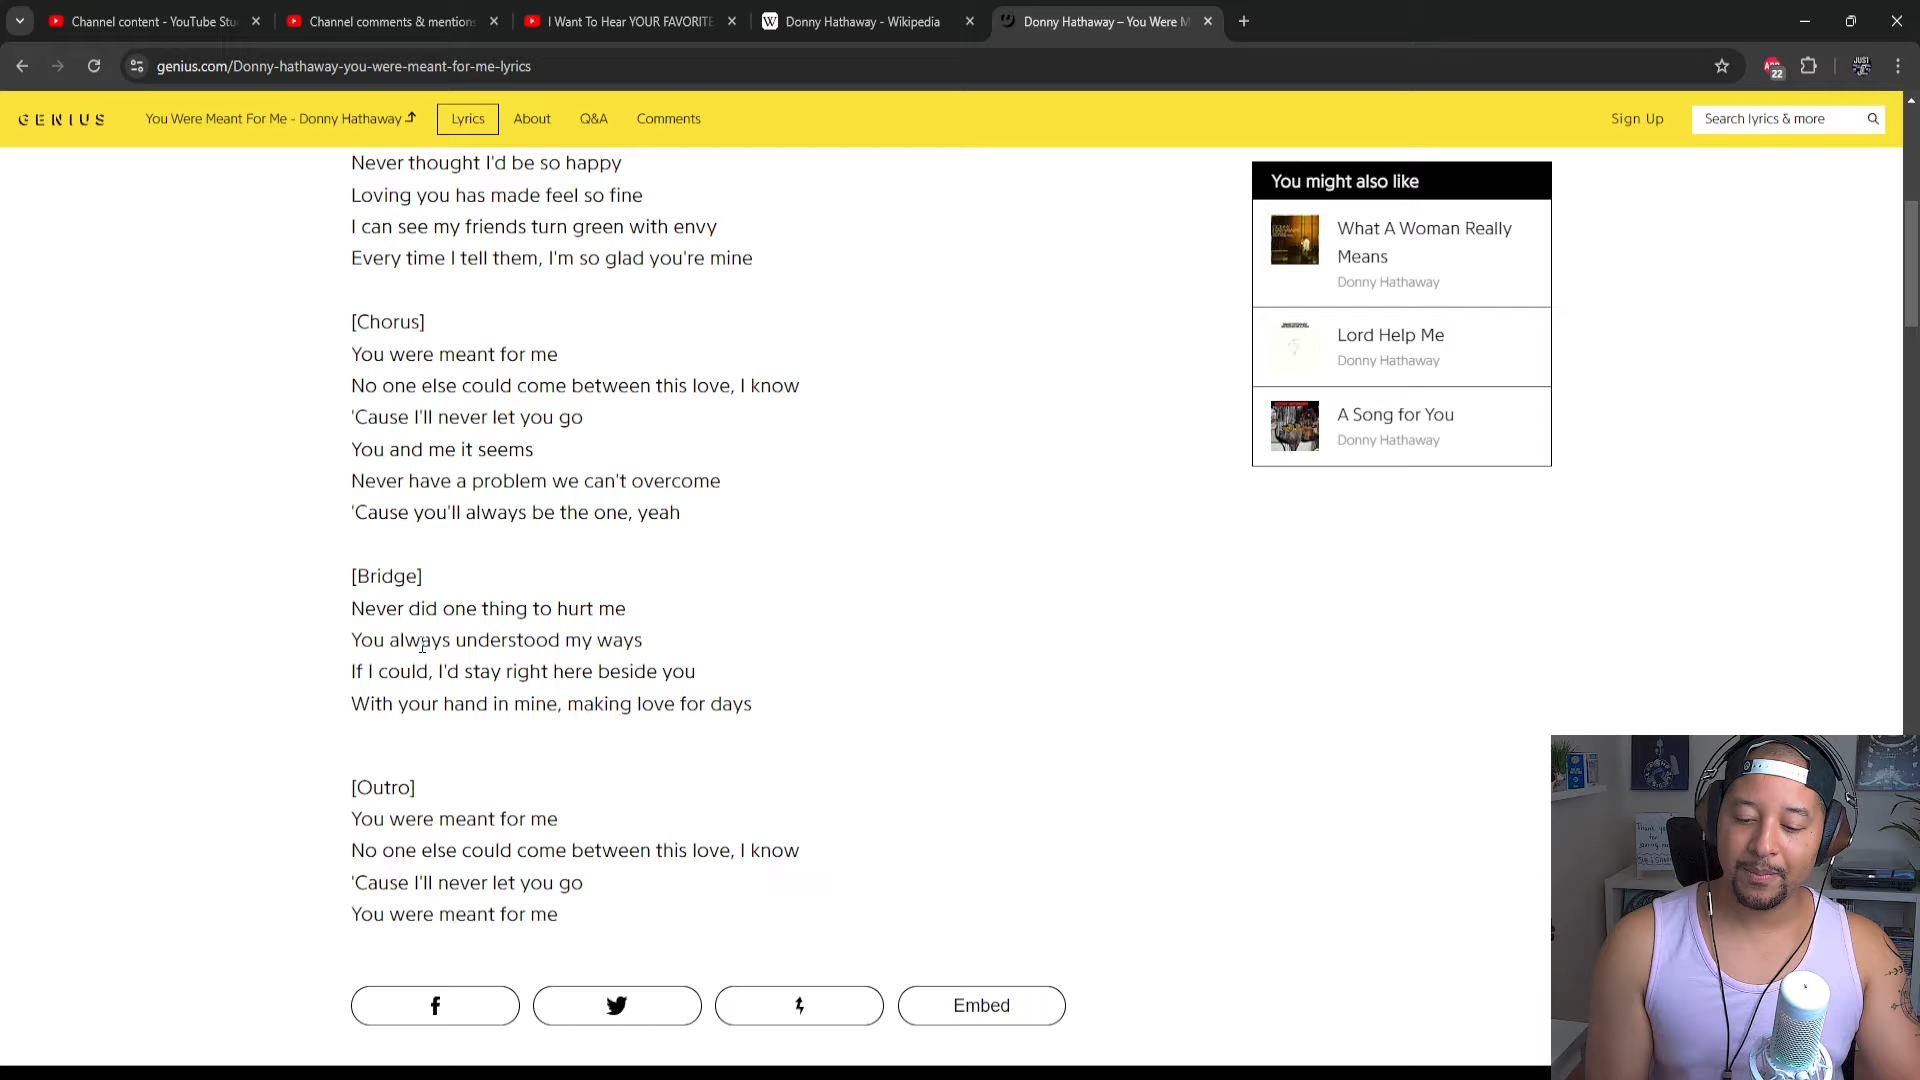 Channel content - YouTube Stu
Channel comments & mention
I Want To Hear YOUR FAVORITE
W Donny Hathaway - Wikipedia
Donny Hathaway – You Were M
genius.com/Donny-hathaway-you-were-meant-for-me-lyrics
22
JUST
GENIUS
You Were Meant For Me - Donny Hathaway
Lyrics
About
Q&A
Comments
Sign Up
Search lyrics & more
Never thought I'd be so happy
Loving you has made feel so fine
I can see my friends turn green with envy
Every time I tell them, I'm so glad you're mine
[Chorus]
You were meant for me
No one else could come between this love, I know
'Cause I'll never let you go
You and me it seems
Never have a problem we can't overcome
'Cause you'll always be the one, yeah
[Bridge]
Never did one thing to hurt me
You always understood my ways
If I could, I'd stay right here beside you
With your hand in mine, making love for days
[Outro]
You were meant for me
No one else could come between this love, I know
'Cause I'll never let you go
You were meant for me
Embed
You might also like
What A Woman Really
Means
Donny Hathaway
Lord Help Me
Donny Hathaway
A Song for You
Donny Hathaway
Thank
for